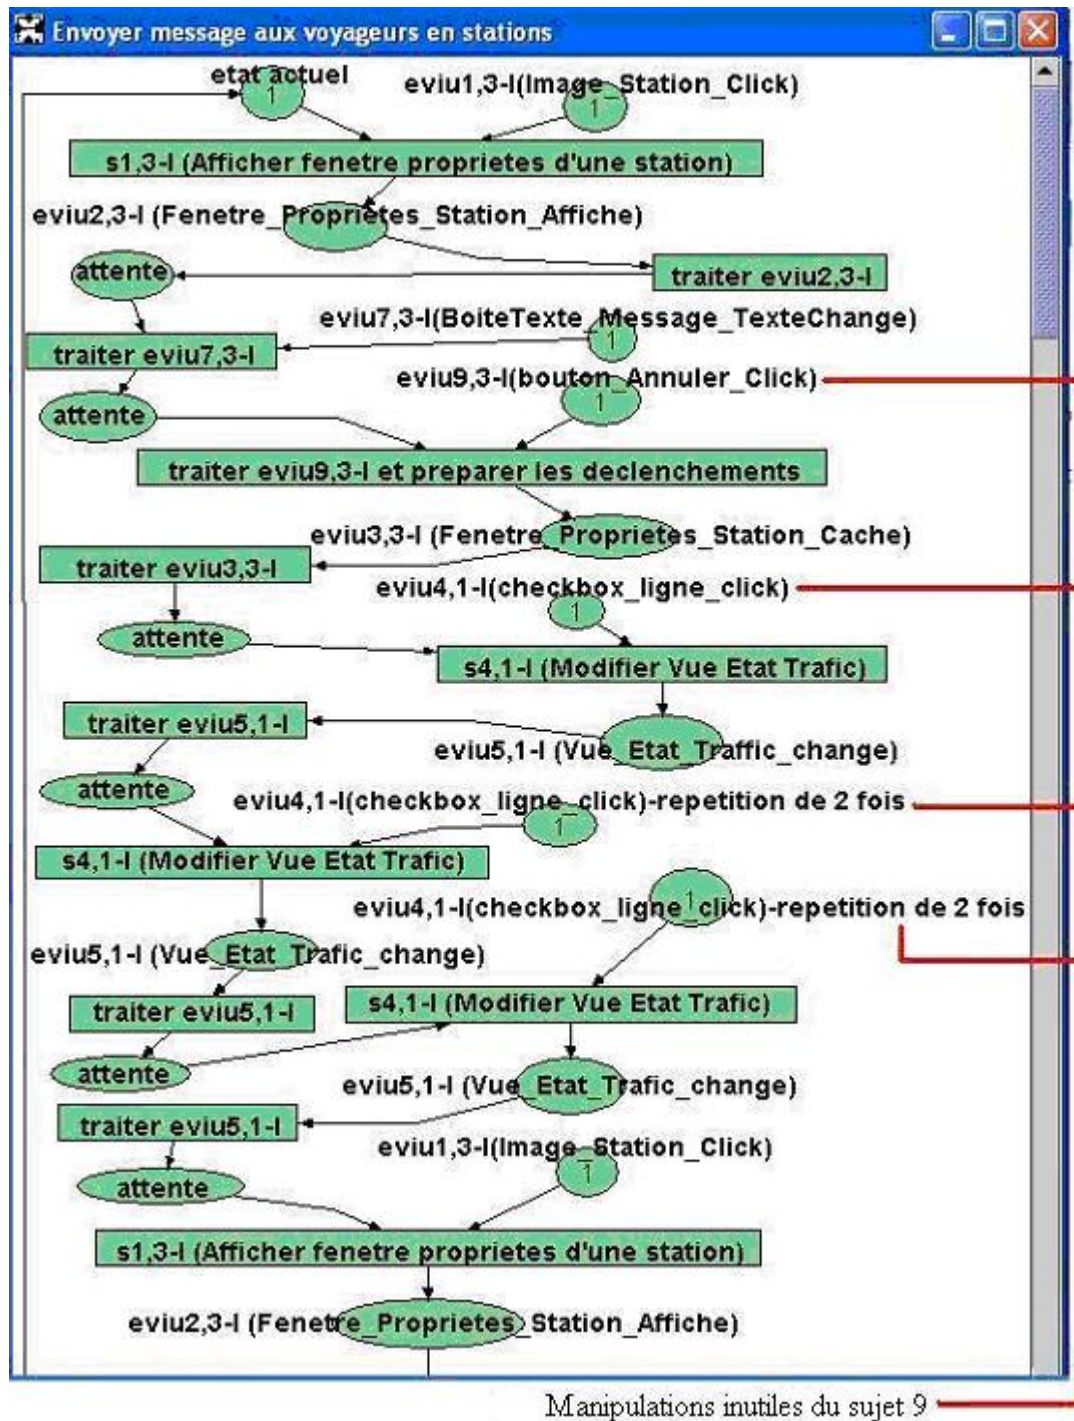 Envoyer message aux voyageurs en stations
etat actuel
1
eviu1,3-I(Image_Station_Click)
1
s1,3-I (Afficher fenetre proprietes d'une station)
eviu2,3-I (Fenetre_Proprietes_Station_Affiche)
attente
traiter eviu2,3-I
eviu7,3-I(BoiteTexte_Message_TexteChange)
1
traiter eviu7,3-I
eviu9,3-I(bouton_Annuler_Click)
1
attente
traiter eviu9,3-I et preparer les declenchements
eviu3,3-I (Fenetre_Proprietes_Station_Cache)
traiter eviu3,3-I
eviu4,1-I(checkbox_ligne_click)
1
attente
s4,1-I (Modifier Vue Etat Trafic)
traiter eviu5,1-I
eviu5,1-I (Vue_Etat_Traffic_change)
attente
eviu4,1-I(checkbox_ligne_click)-repetition de 2 fois
1
s4,1-I (Modifier Vue Etat Trafic)
1
eviu4,1-I(checkbox_ligne_click)-repetition de 2 fois
eviu5,1-I (Vue_Etat_Trafic_change)
s4,1-I (Modifier Vue Etat Trafic)
traiter eviu5,1-I
attente
eviu5,1-I (Vue_Etat_Trafic_change)
traiter eviu5,1-I
eviu1,3-I(Image_Station_Click)
1
attente
s1,3-I (Afficher fenetre proprietes d'une station)
eviu2,3-I (Fenetre_Proprietes_Station_Affiche)
Manipulations inutiles du sujet 9